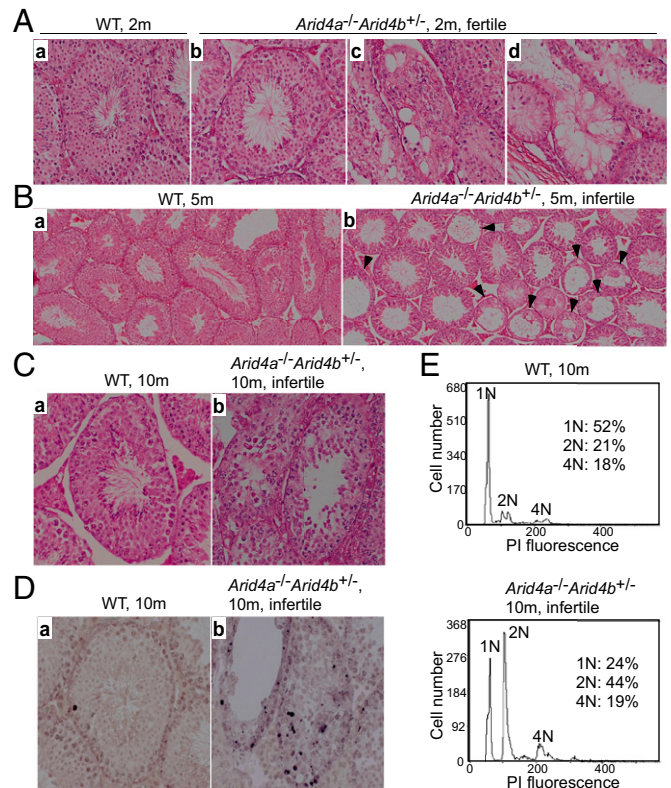 A
WT, 2m
Arid4a-/-Arid4b+/-, 2m, fertile
a
b
c
d
B
WT, 5m
Arid4a-/-Arid4b+/-, 5m, infertile
a
b
C
WT, 10m
Arid4a-/-Arid4b+/-,
10m, infertile
a
b
D
WT, 10m
Arid4a-/-Arid4b+/-,
10m, infertile
a
b
E
WT, 10m
Cell number
680
510
340
170
0
1N
2N
4N
1N: 52%
2N: 21%
4N: 18%
0
200
400
PI fluorescence
Arid4a-/-Arid4b+/-
10m, infertile
Cell number
368
276
184
92
0
1N
2N
4N
1N: 24%
2N: 44%
4N: 19%
0
200
400
PI fluorescence